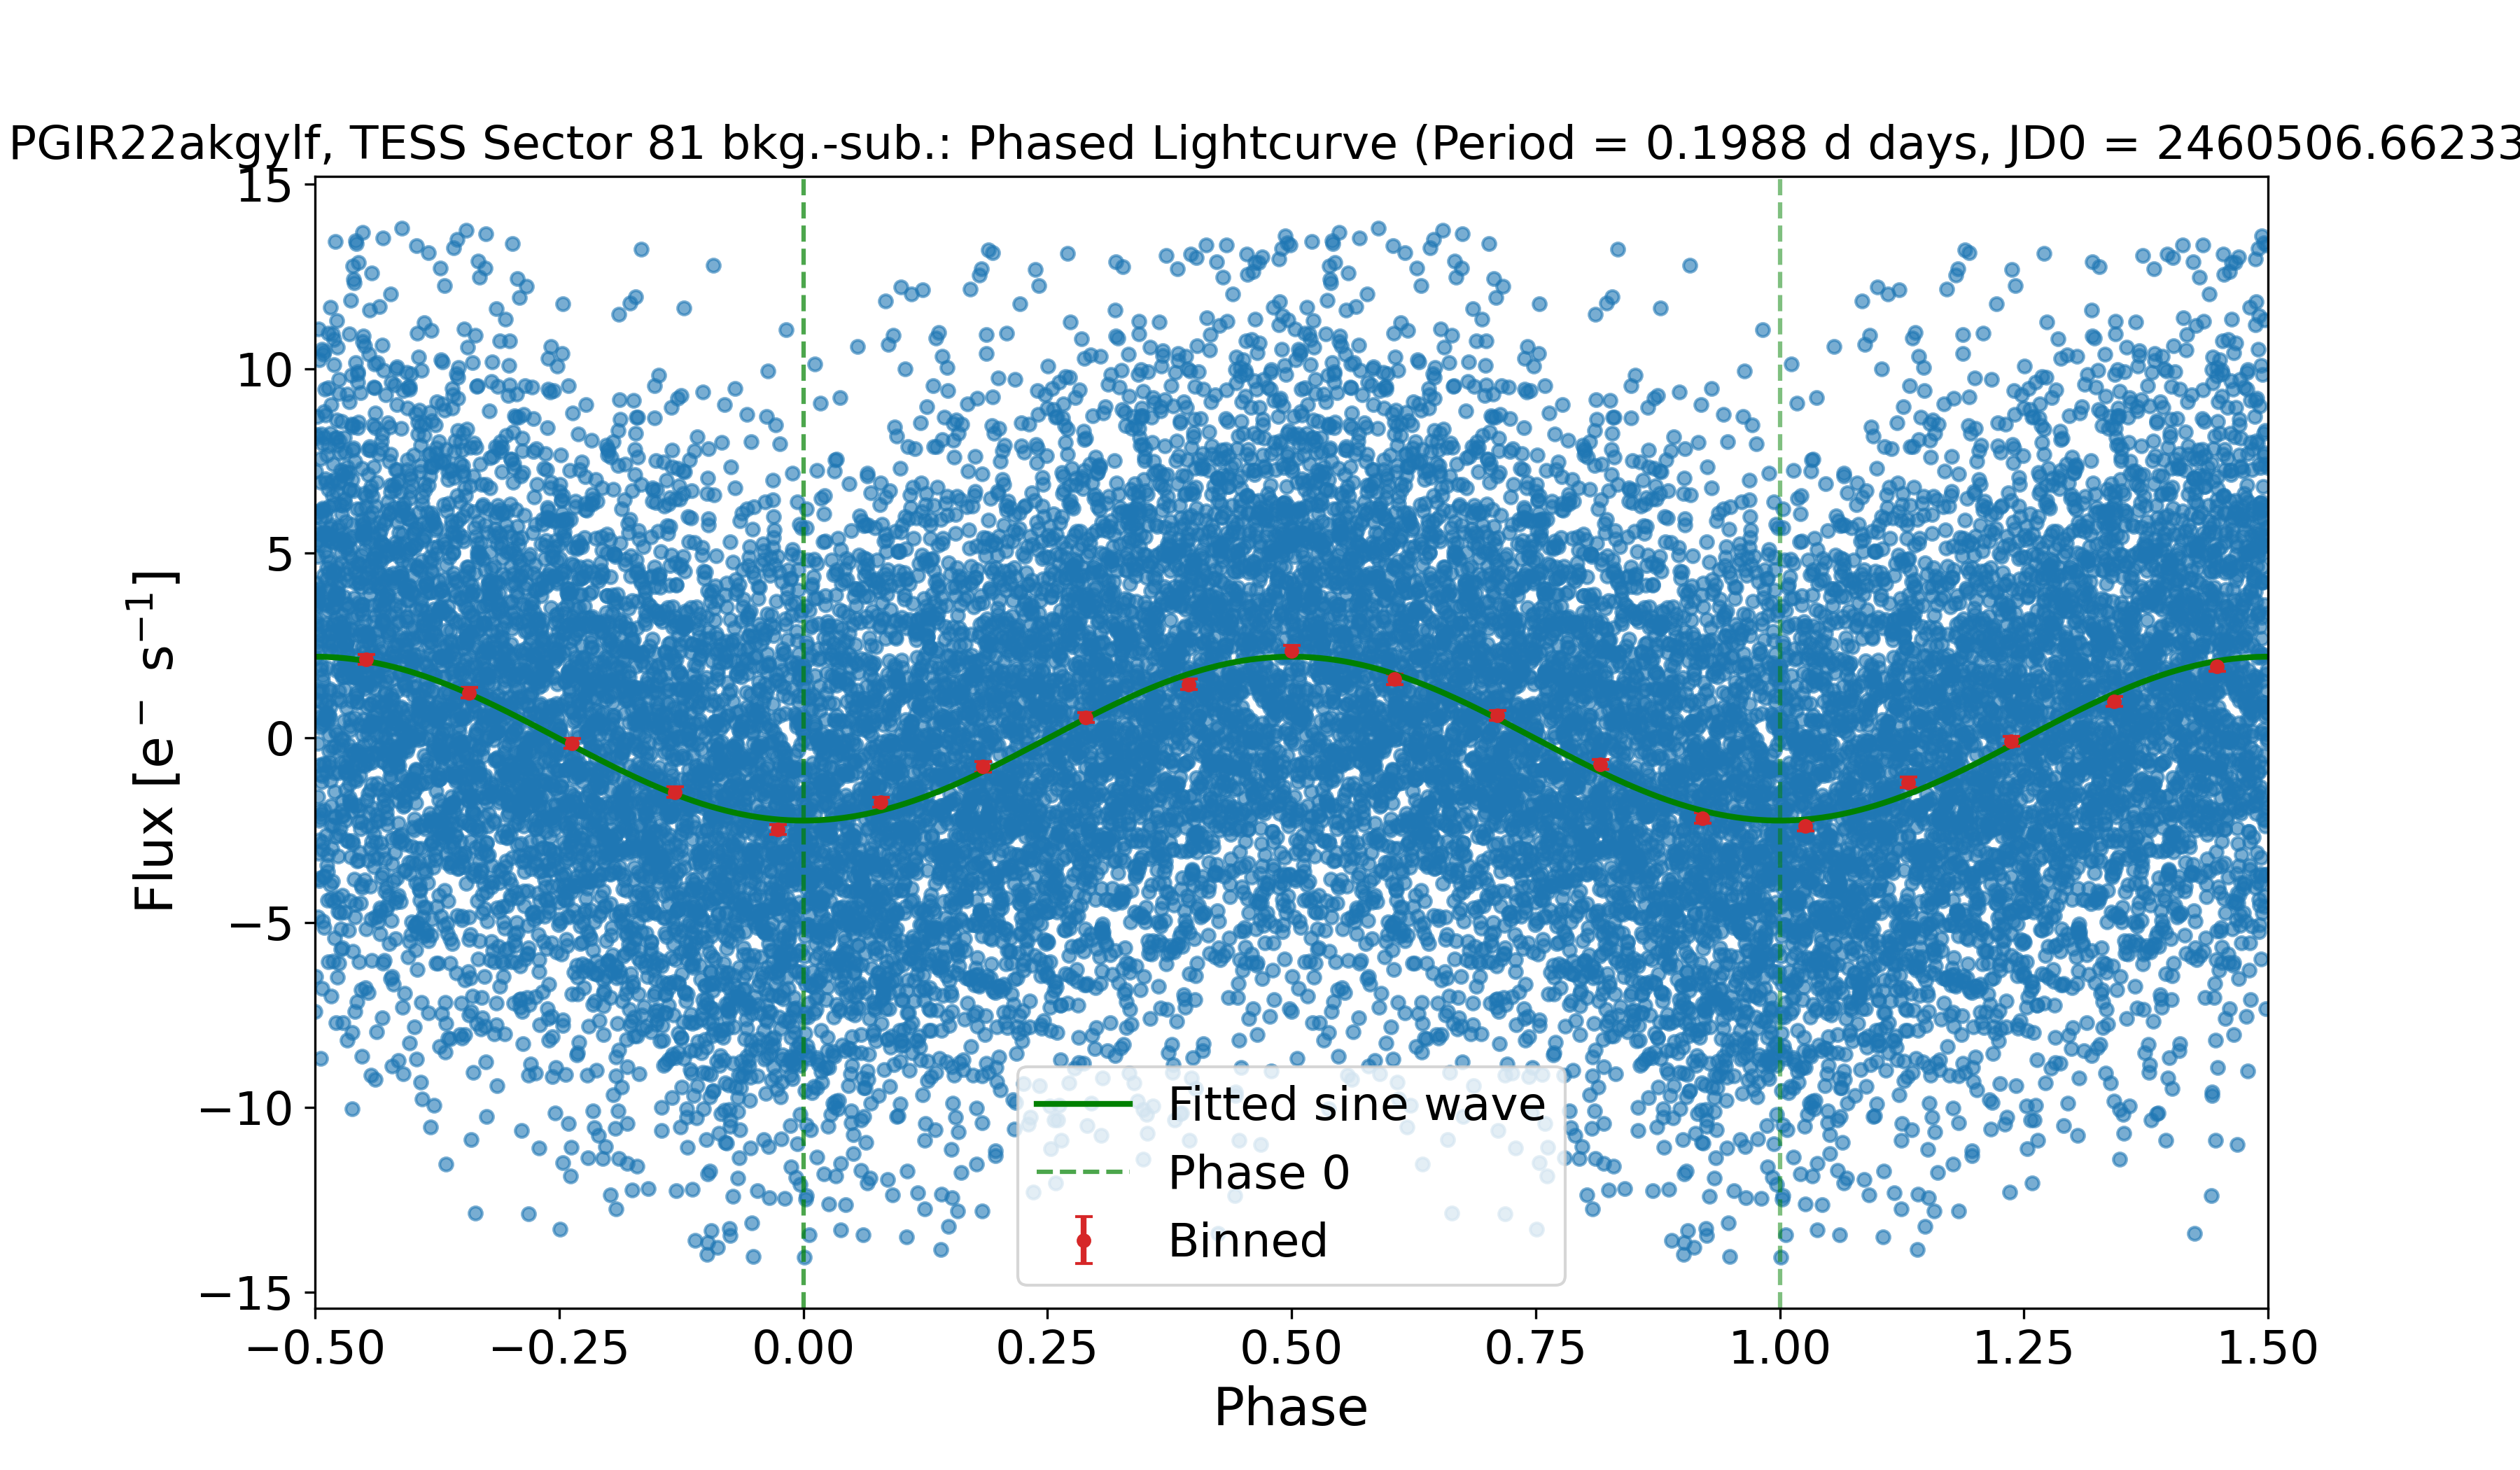 PGIR22akgylf, TESS Sector 81 bkg.-sub.: Phased Lightcurve (Period = 0.1988 d days, JD0 = 2460506.66233
15
10
5
0
−5
−10
−15
Flux [e⁻ s⁻¹]
Fitted sine wave
Phase 0
Binned
−0.50 −0.25 0.00 0.25 0.50 0.75 1.00 1.25 1.50
Phase